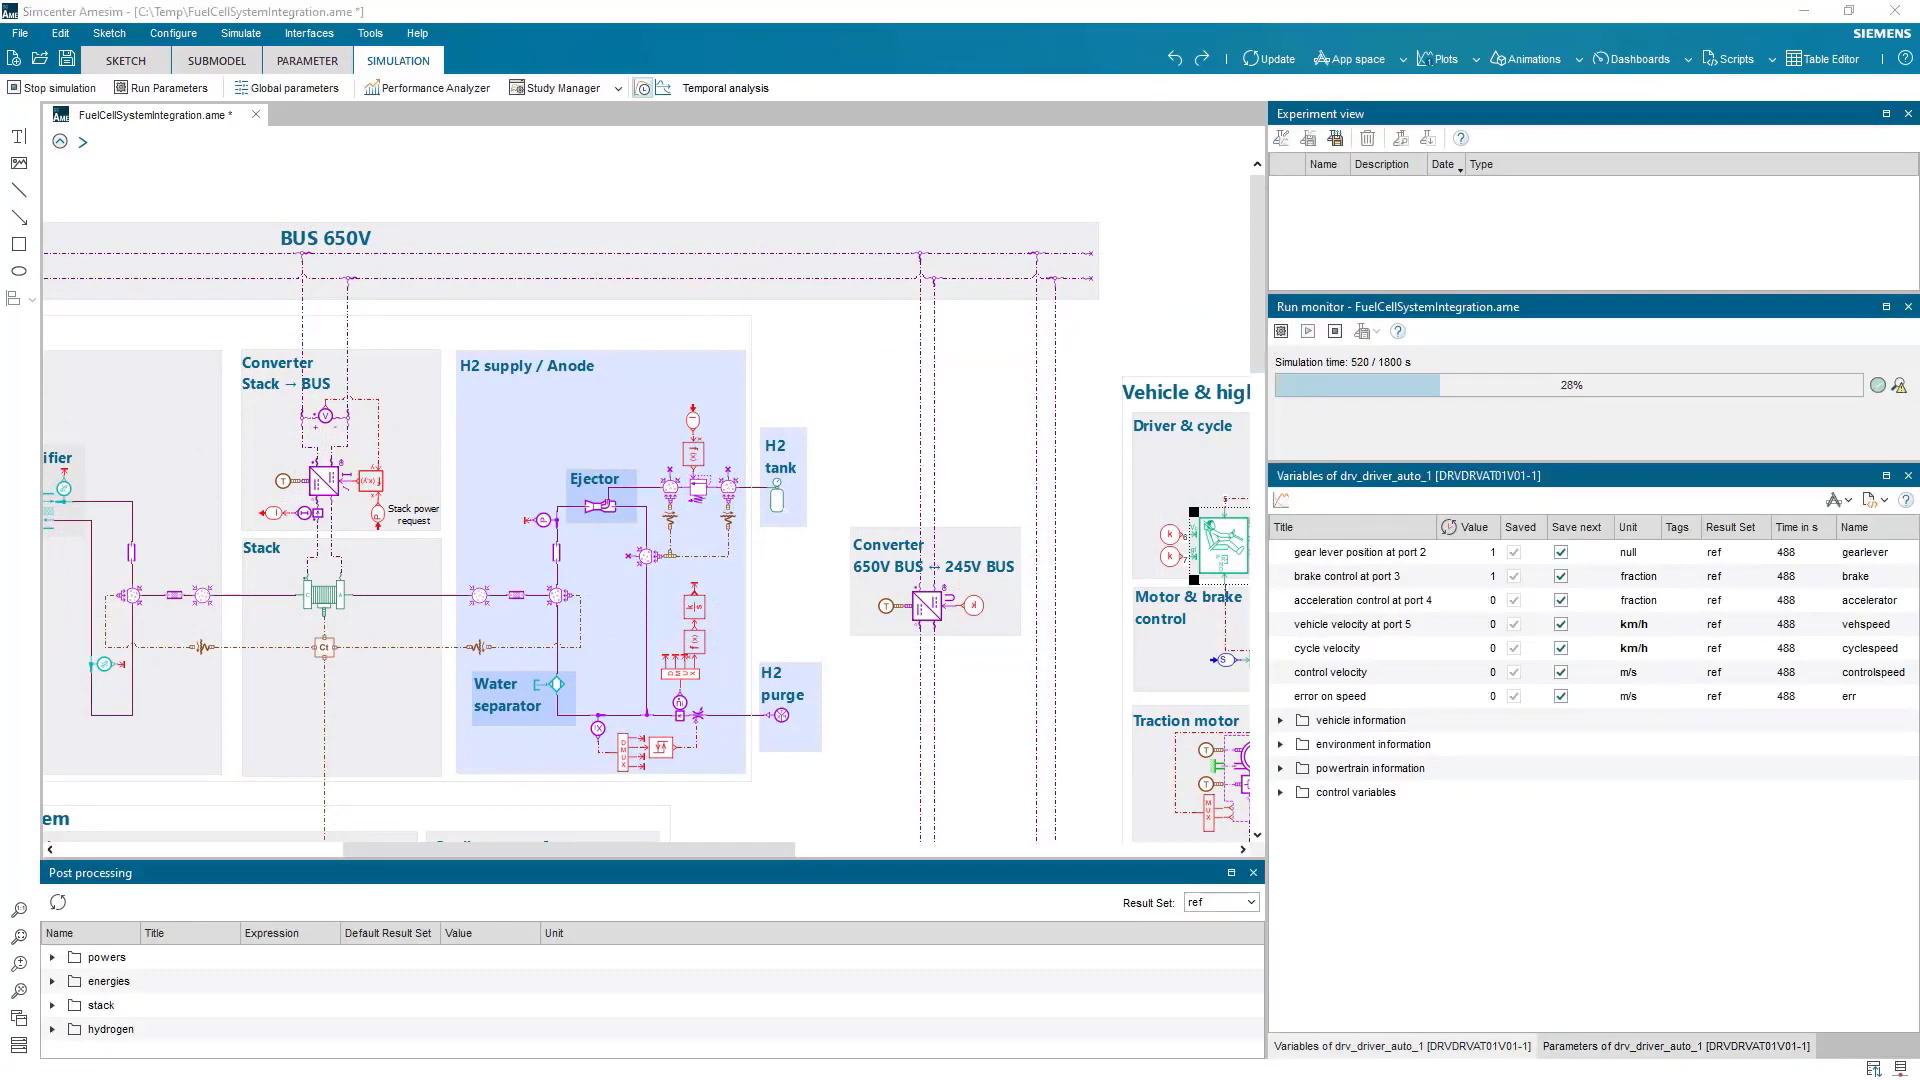 Simcenter Amesim - [C:\Temp\FuelCellSystemIntegration.ame *]
File Edit Sketch Configure Simulate Interfaces Tools Help
SIEMENS
SKETCH SUBMODEL PARAMETER SIMULATION
Update App space Plots Animations Dashboards Scripts Table Editor
Stop simulation Run Parameters Global parameters Performance Analyzer Study Manager Temporal analysis
FuelCellSystemIntegration.ame *
BUS 650V
Converter
Stack → BUS
Stack power
request
H2 supply / Anode
Ejector
H2
tank
ifier
Stack
Water
separator
H2
purge
Converter
650V BUS ↔ 245V BUS
Vehicle & high
Driver & cycle
Motor & brake
control
Traction motor
em
Experiment view
Name Description Date Type
Run monitor - FuelCellSystemIntegration.ame
Simulation time: 520 / 1800 s
28%
Variables of drv_driver_auto_1 [DRVDRVAT01V01-1]
Title Value Saved Save next Unit Tags Result Set Time in s Name
gear lever position at port 2 1 null ref 488 gearlever
brake control at port 3 1 fraction ref 488 brake
acceleration control at port 4 0 fraction ref 488 accelerator
vehicle velocity at port 5 0 km/h ref 488 vehspeed
cycle velocity 0 km/h ref 488 cyclespeed
control velocity 0 m/s ref 488 controlspeed
error on speed 0 m/s ref 488 err
vehicle information
environment information
powertrain information
control variables
Variables of drv_driver_auto_1 [DRVDRVAT01V01-1] Parameters of drv_driver_auto_1 [DRVDRVAT01V01-1]
Post processing
Result Set: ref
Name Title Expression Default Result Set Value Unit
powers
energies
stack
hydrogen